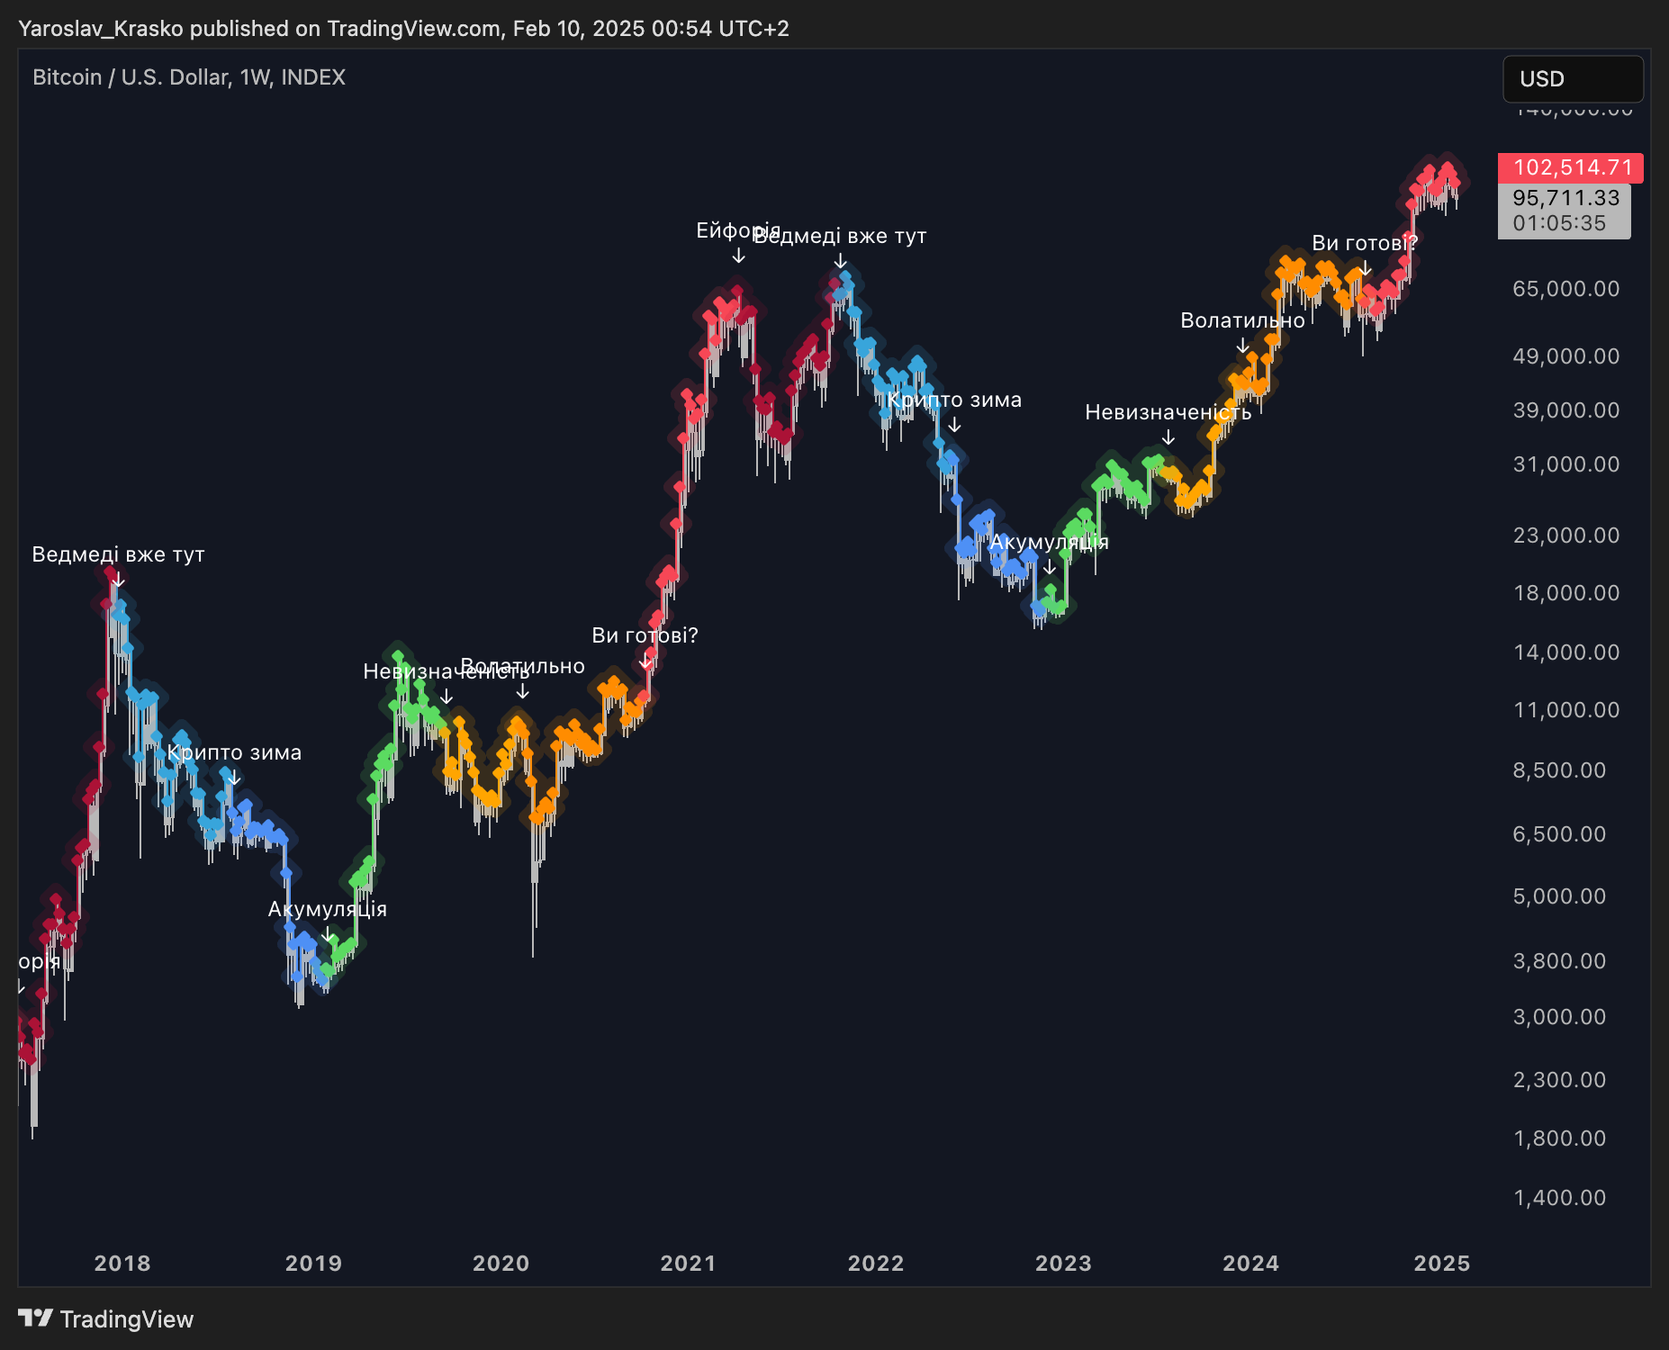 Yaroslav_Krasko published on TradingView.com, Feb 10, 2025 00:54 UTC+2
Bitcoin / U.S. Dollar, 1W, INDEX
USD
140,000.00
102,514.71
95,711.33
01:05:35
Ейфорія
Ведмеді вже тут
Ви готові?
65,000.00
Волатильно
49,000.00
Крипто зима
Невизначеність
39,000.00
31,000.00
Ведмеді вже тут
Акумуляція
23,000.00
18,000.00
Ви готові?
14,000.00
Невизначеність
Волатильно
11,000.00
Крипто зима
8,500.00
6,500.00
Акумуляція
5,000.00
орія
3,800.00
3,000.00
2,300.00
1,800.00
1,400.00
2018 2019 2020 2021 2022 2023 2024 2025
TradingView